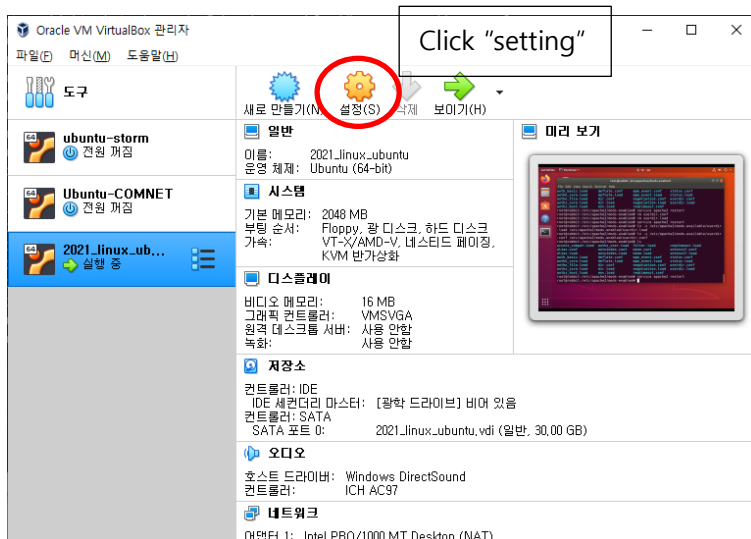 Oracle VM VirtualBox 관리자
Click “setting”
파일(F) 머신(M) 도움말(H)
도구
새로 만들기(N) 설정(S) 삭제 보이기(H)
ubuntu-storm
전원 꺼짐
Ubuntu-COMNET
전원 꺼짐
2021_linux_ub...
실행 중
일반
이름: 2021_linux_ubuntu
운영 체제: Ubuntu (64-bit)
시스템
기본 메모리: 2048 MB
부팅 순서: Floppy, 광 디스크, 하드 디스크
가속: VT-x/AMD-V, 네스티드 페이징,
KVM 반가상화
디스플레이
비디오 메모리: 16 MB
그래픽 컨트롤러: VMSVGA
원격 데스크톱 서버: 사용 안함
녹화: 사용 안함
저장소
컨트롤러: IDE
IDE 세컨더리 마스터: [광학 드라이브] 비어 있음
컨트롤러: SATA
SATA 포트 0: 2021_linux_ubuntu.vdi (일반, 30.00 GB)
오디오
호스트 드라이버: Windows DirectSound
컨트롤러: ICH AC97
네트워크
어댑터 1: Intel PRO/1000 MT Desktop (NAT)
미리 보기